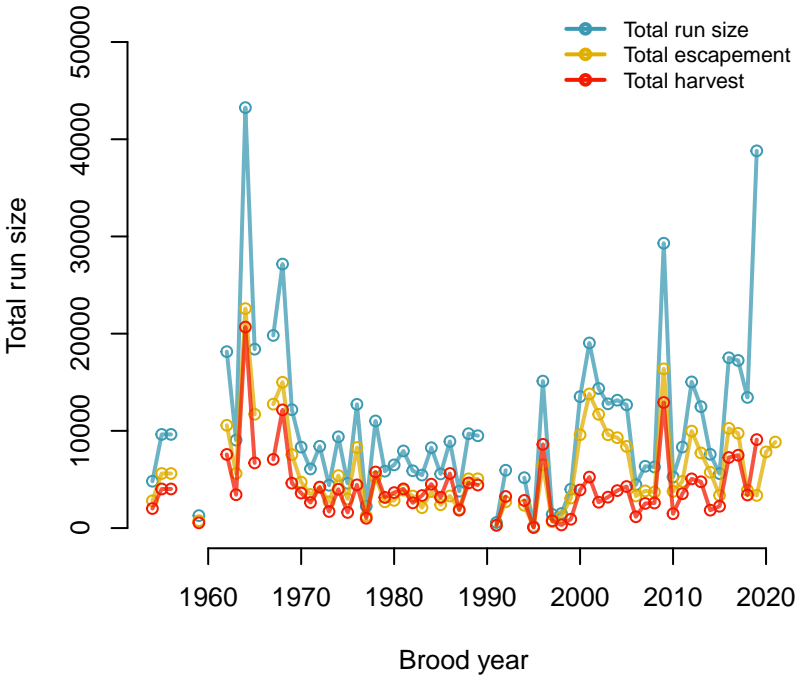 Total run size
Total escapement
Total harvest
Total run size
50000
40000
30000
20000
10000
0
1960 1970 1980 1990 2000 2010 2020
Brood year